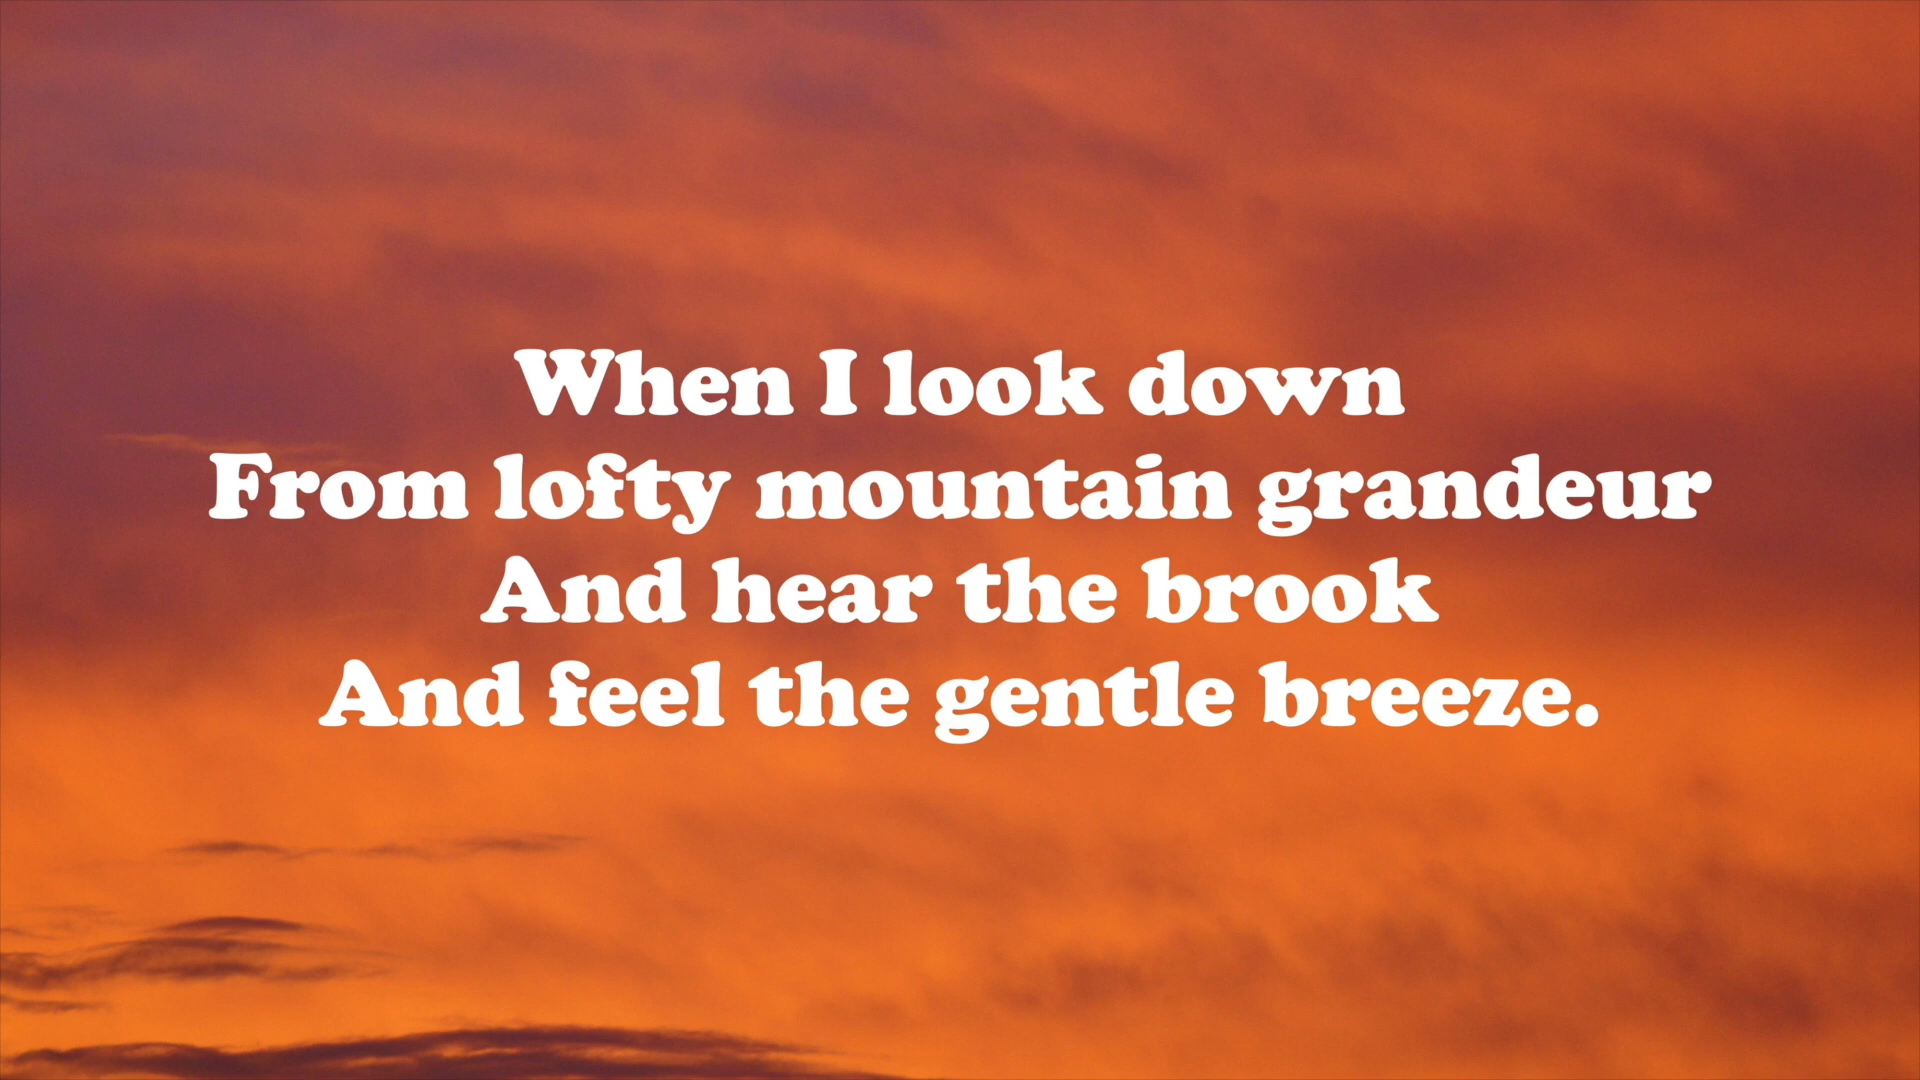 When I look down
From lofty mountain grandeur
And hear the brook
And feel the gentle breeze.